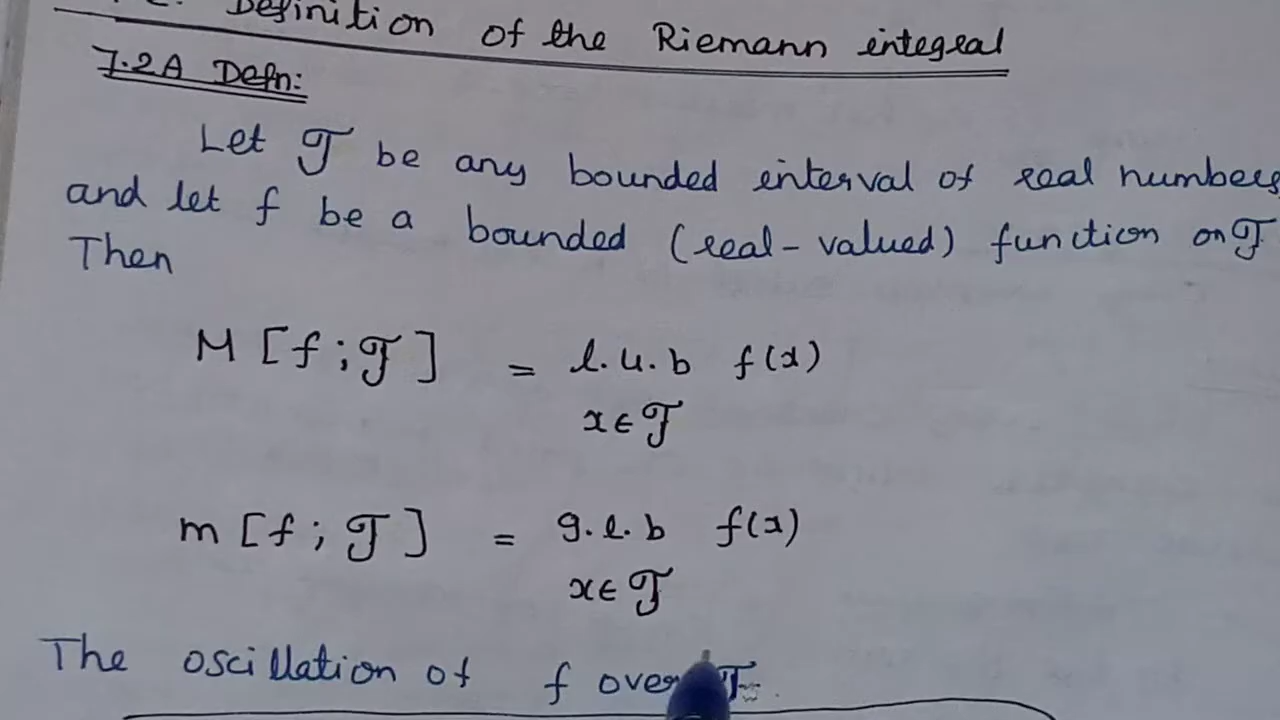 Definition of the Riemann integral
7.2A Defn:
Let J be any bounded interval of real numbers
and let f be a bounded (real-valued) function on J
Then
M [f ; J] = l.u.b f(x)
x ∈ J
m [f ; J] = g.l.b f(x)
x ∈ J
The oscillation of f over J